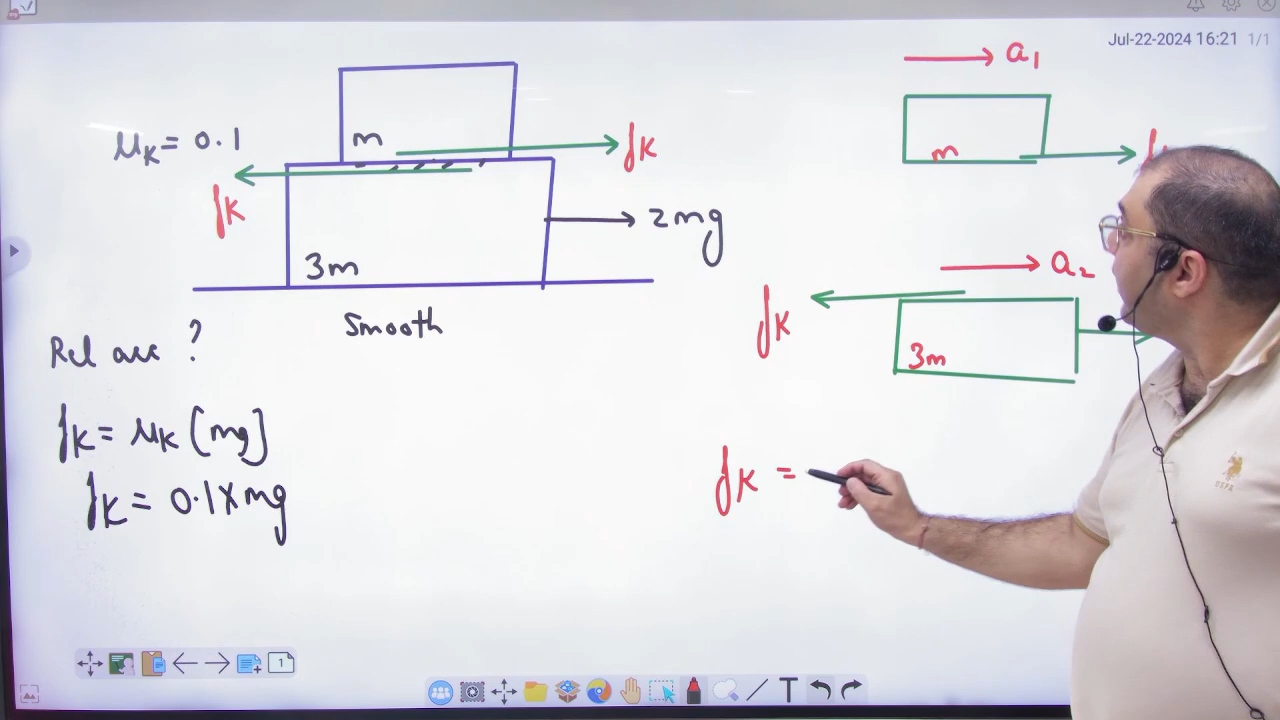 Jul-22-2024 16:21 1/1
a1
m
μK = 0.1
fK
m
fK
2mg
3m
a2
fK
3m
Smooth
Rel acc ?
fK = μK (mg)
fK = 0.1 x mg
fK =
1
T